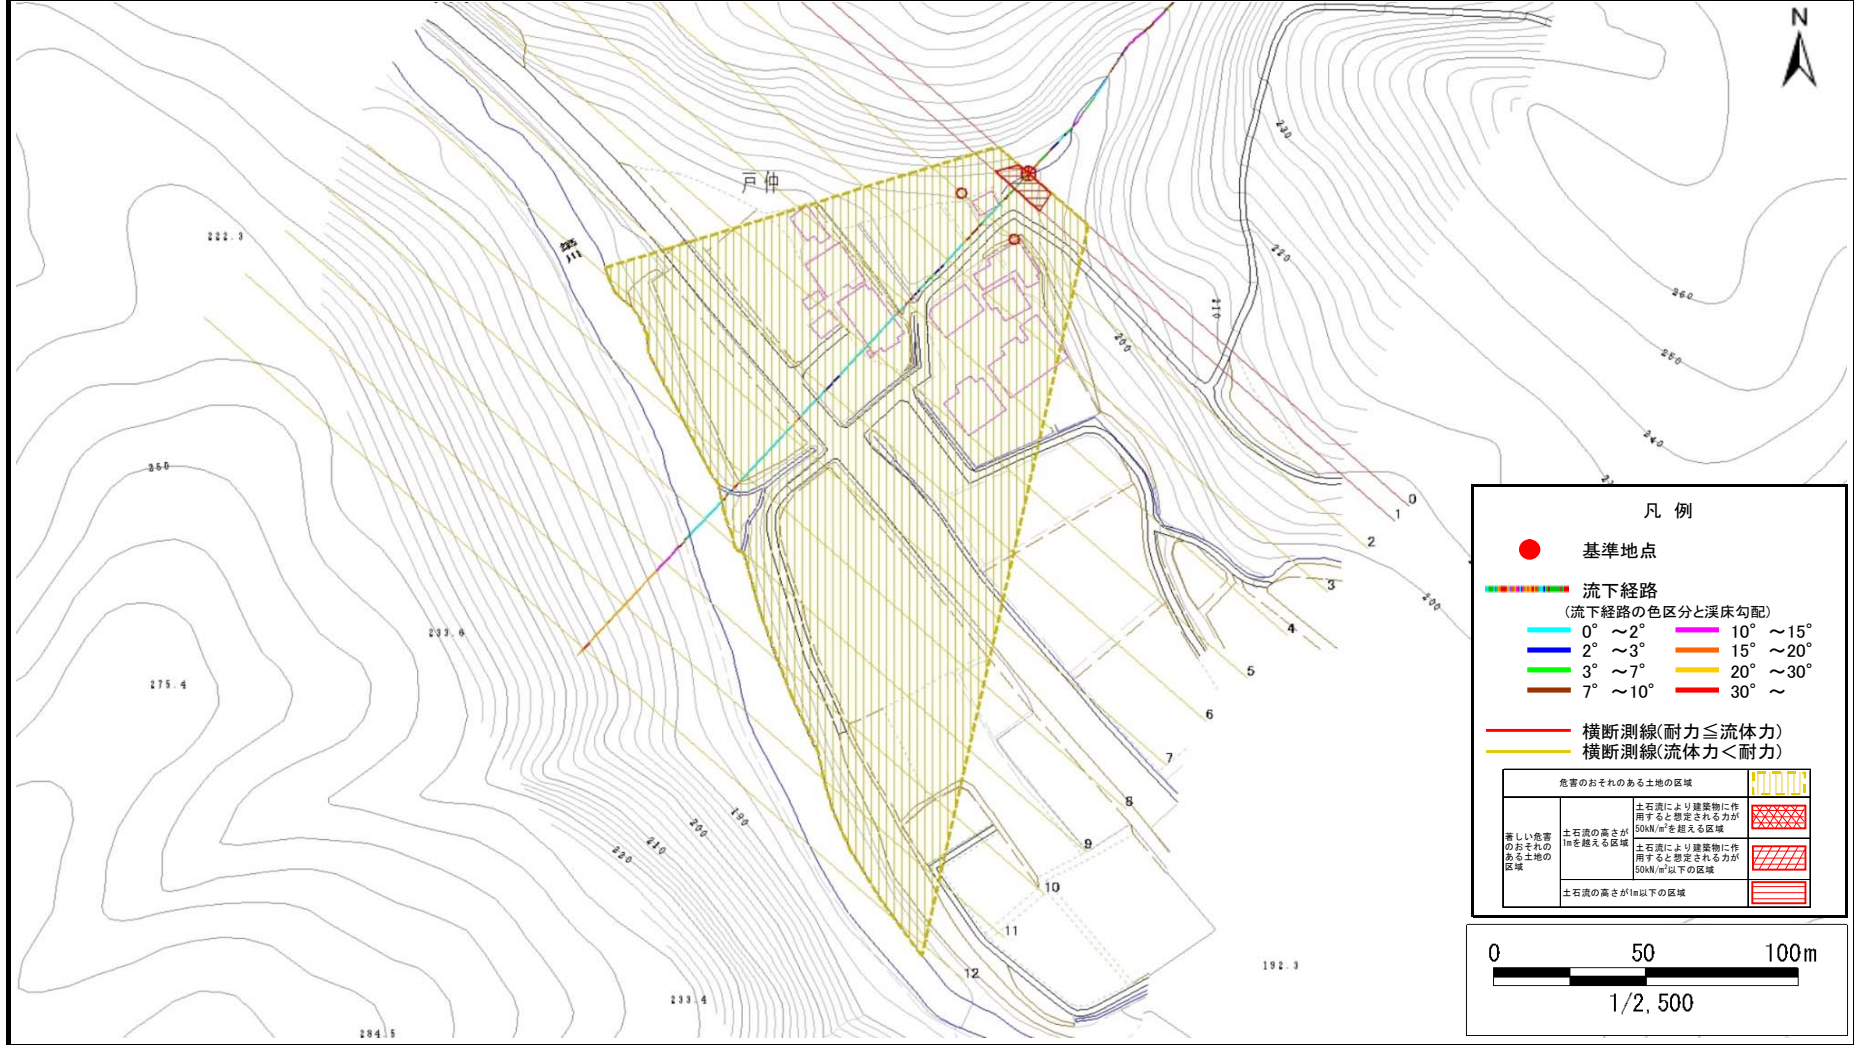 N
戸仲
222.3
250
275.4
233.6
233.4
284.5
190
200
210
220
230
220
210
200
260
250
240
200
192.3
0
1
2
3
4
5
6
7
8
9
10
11
12
凡 例
基準地点
流下経路
(流下経路の色区分と渓床勾配)
0° ～2° 10° ～15°
2° ～3° 15° ～20°
3° ～7° 20° ～30°
7° ～10° 30° ～
横断測線(耐力≦流体力)
横断測線(流体力＜耐力)
危害のおそれのある土地の区域
著しい危害
のおそれの
ある土地の
区域
土石流の高さが
1mを越える区域
土石流により建築物に作
用すると想定される力が
50kN/m²を超える区域
土石流により建築物に作
用すると想定される力が
50kN/m²以下の区域
土石流の高さが1m以下の区域
0 50 100m
1/2,500